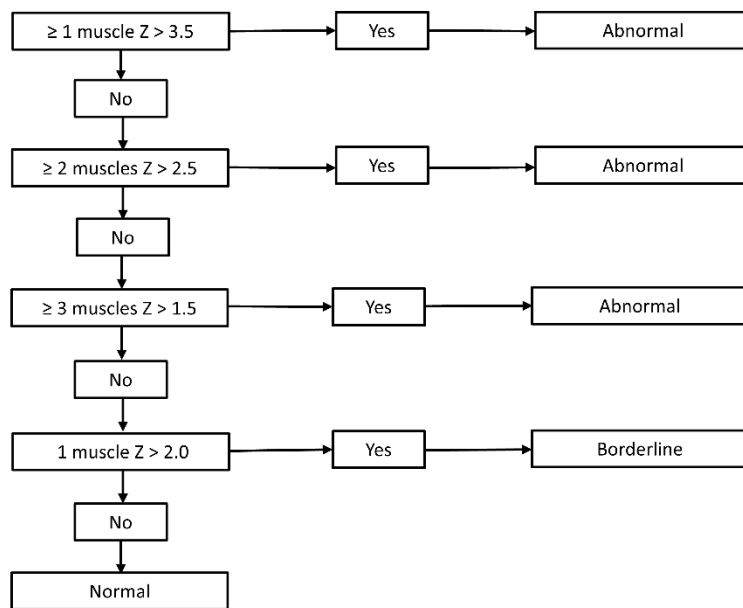 ≥ 1 muscle Z > 3.5
Yes
Abnormal
No
≥ 2 muscles Z > 2.5
Yes
Abnormal
No
≥ 3 muscles Z > 1.5
Yes
Abnormal
No
1 muscle Z > 2.0
Yes
Borderline
No
Normal